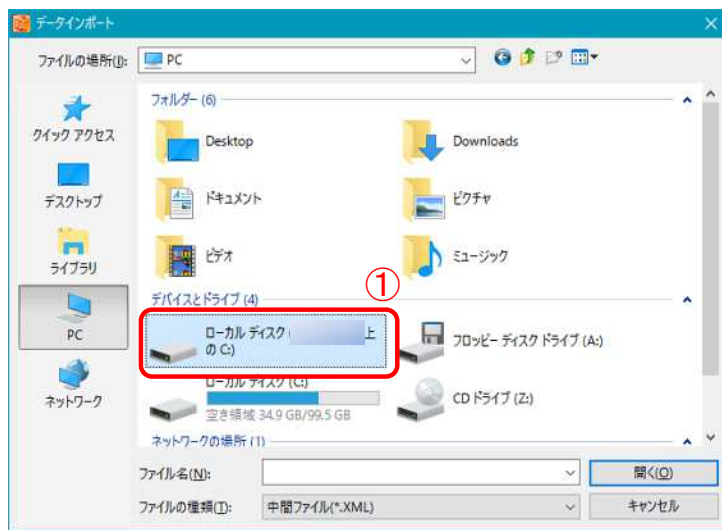 データインポート
ファイルの場所(I): PC
クイック アクセス
デスクトップ
ライブラリ
PC
ネットワーク
フォルダー (6)
Desktop
Downloads
ドキュメント
ピクチャ
ビデオ
ミュージック
①
デバイスとドライブ (4)
ローカル ディスク ( 上
の C:)
フロッピー ディスク ドライブ (A:)
ローカル ディスク (C:)
空き領域 34.9 GB/99.5 GB
CD ドライブ (Z:)
ネットワークの場所 (1)
ファイル名(N):
開く(O)
ファイルの種類(T): 中間ファイル(*.XML)
キャンセル